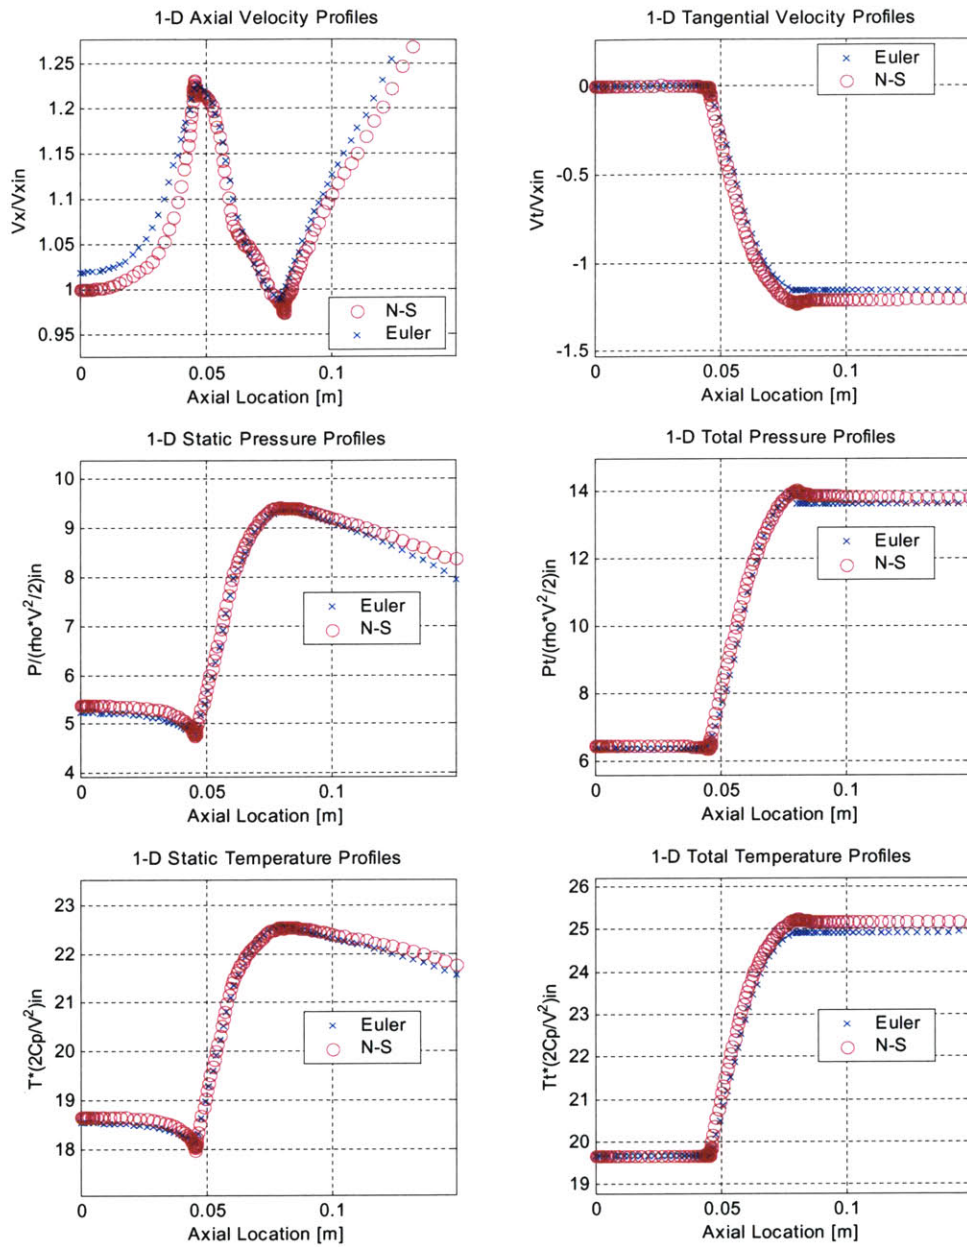 1-D Axial Velocity Profiles
1.25
1.2
1.15
1.1
1.05
1
0.95
Vx/Vxin
N-S
Euler
0
0.05
0.1
Axial Location [m]
1-D Tangential Velocity Profiles
0
-0.5
-1
-1.5
Vt/Vxin
Euler
N-S
0
0.05
0.1
Axial Location [m]
1-D Static Pressure Profiles
10
9
8
7
6
5
4
P/(rho*V^2/2)in
Euler
N-S
0
0.05
0.1
Axial Location [m]
1-D Total Pressure Profiles
14
12
10
8
6
Pt/(rho*V^2/2)in
Euler
N-S
0
0.05
0.1
Axial Location [m]
1-D Static Temperature Profiles
23
22
21
20
19
18
T*(2Cp/V^2)in
Euler
N-S
0
0.05
0.1
Axial Location [m]
1-D Total Temperature Profiles
26
25
24
23
22
21
20
19
Tt*(2Cp/V^2)in
Euler
N-S
0
0.05
0.1
Axial Location [m]